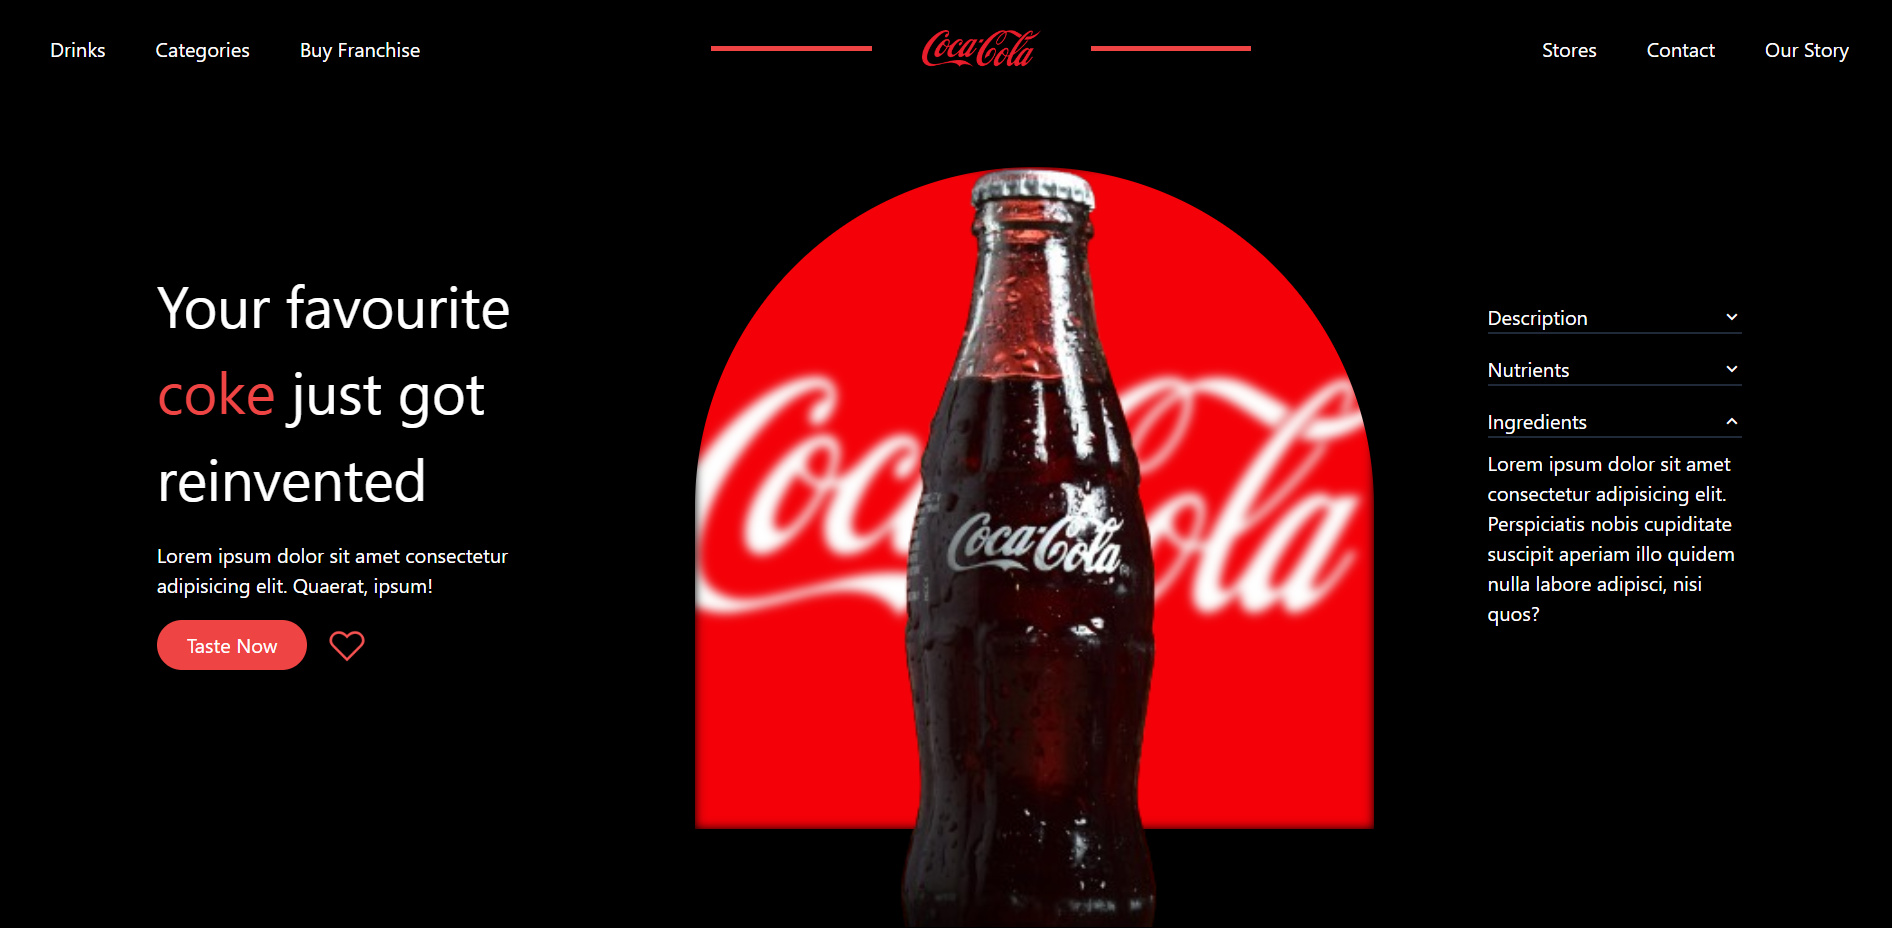 Drinks Categories Buy Franchise Coca-Cola Stores Contact Our Story
Your favourite
coke just got
reinvented
Lorem ipsum dolor sit amet consectetur
adipisicing elit. Quaerat, ipsum!
Taste Now
Coca-Cola
Coca-Cola
Description
Nutrients
Ingredients
Lorem ipsum dolor sit amet
consectetur adipisicing elit.
Perspiciatis nobis cupiditate
suscipit aperiam illo quidem
nulla labore adipisci, nisi
quos?